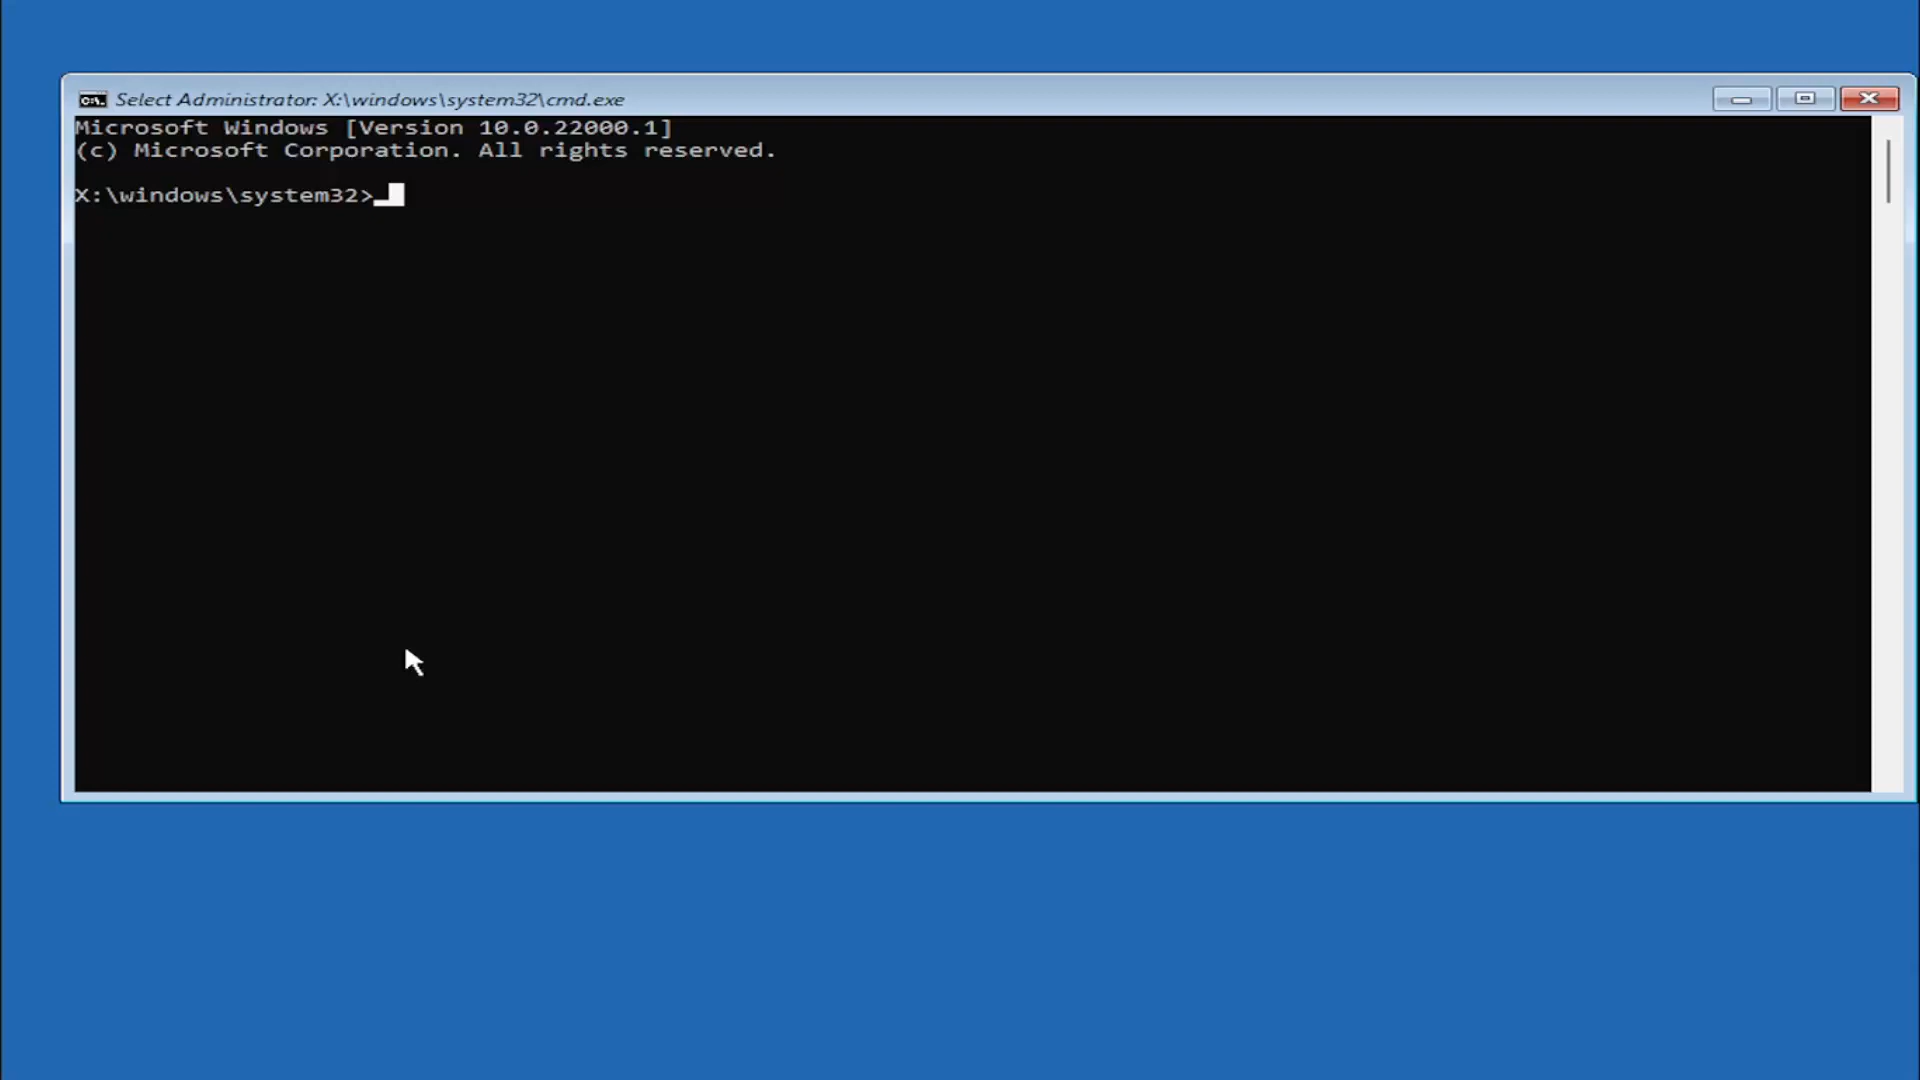 Select Administrator: X:\windows\system32\cmd.exe
Microsoft Windows [Version 10.0.22000.1]
(c) Microsoft Corporation. All rights reserved.
X:\windows\system32>